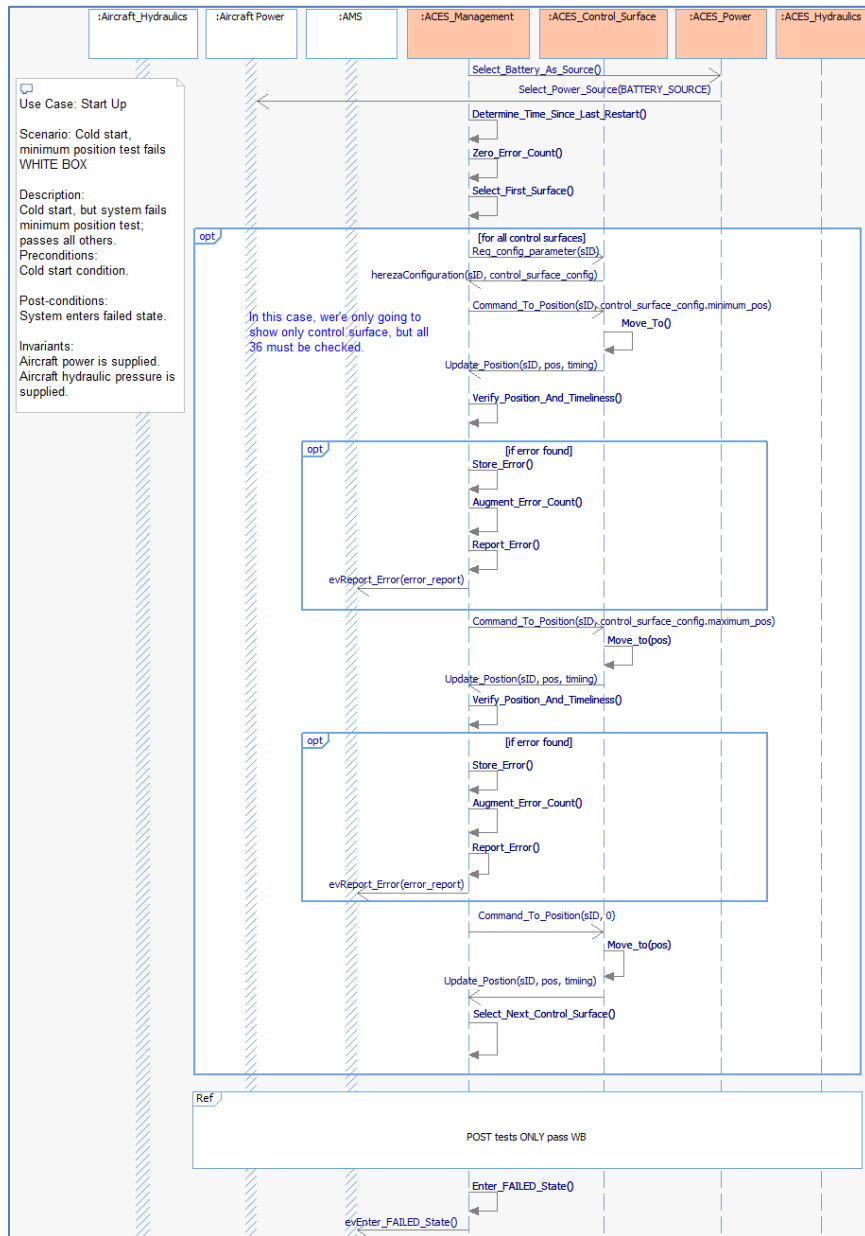 :Aircraft_Hydraulics
:Aircraft Power
:AMS
:ACES_Management
:ACES_Control_Surface
:ACES_Power
:ACES_Hydraulics
Use Case: Start Up
Scenario: Cold start,
minimum position test fails
WHITE BOX
Description:
Cold start, but system fails
minimum position test;
passes all others.
Preconditions:
Cold start condition.
Post-conditions:
System enters failed state.
Invariants:
Aircraft power is supplied.
Aircraft hydraulic pressure is
supplied.
Select_Battery_As_Source()
Select_Power_Source(BATTERY_SOURCE)
Determine_Time_Since_Last_Restart()
Zero_Error_Count()
Select_First_Surface()
opt
[for all control surfaces]
Req_config_parameter(sID)
herezaConfiguration(sID, control_surface_config)
Command_To_Position(sID, control_surface_config.minimum_pos)
In this case, wer'e only going to
show only control surface, but all
36 must be checked.
Move_To()
Update_Position(sID, pos, timing)
Verify_Position_And_Timeliness()
opt
[if error found]
Store_Error()
Augment_Error_Count()
Report_Error()
evReport_Error(error_report)
Command_To_Position(sID, control_surface_config.maximum_pos)
Move_to(pos)
Update_Postion(sID, pos, timiing)
Verify_Position_And_Timeliness()
opt
[if error found]
Store_Error()
Augment_Error_Count()
Report_Error()
evReport_Error(error_report)
Command_To_Position(sID, 0)
Move_to(pos)
Update_Postion(sID, pos, timiing)
Select_Next_Control_Surface()
Ref
POST tests ONLY pass WB
Enter_FAILED_State()
evEnter_FAILED_State()